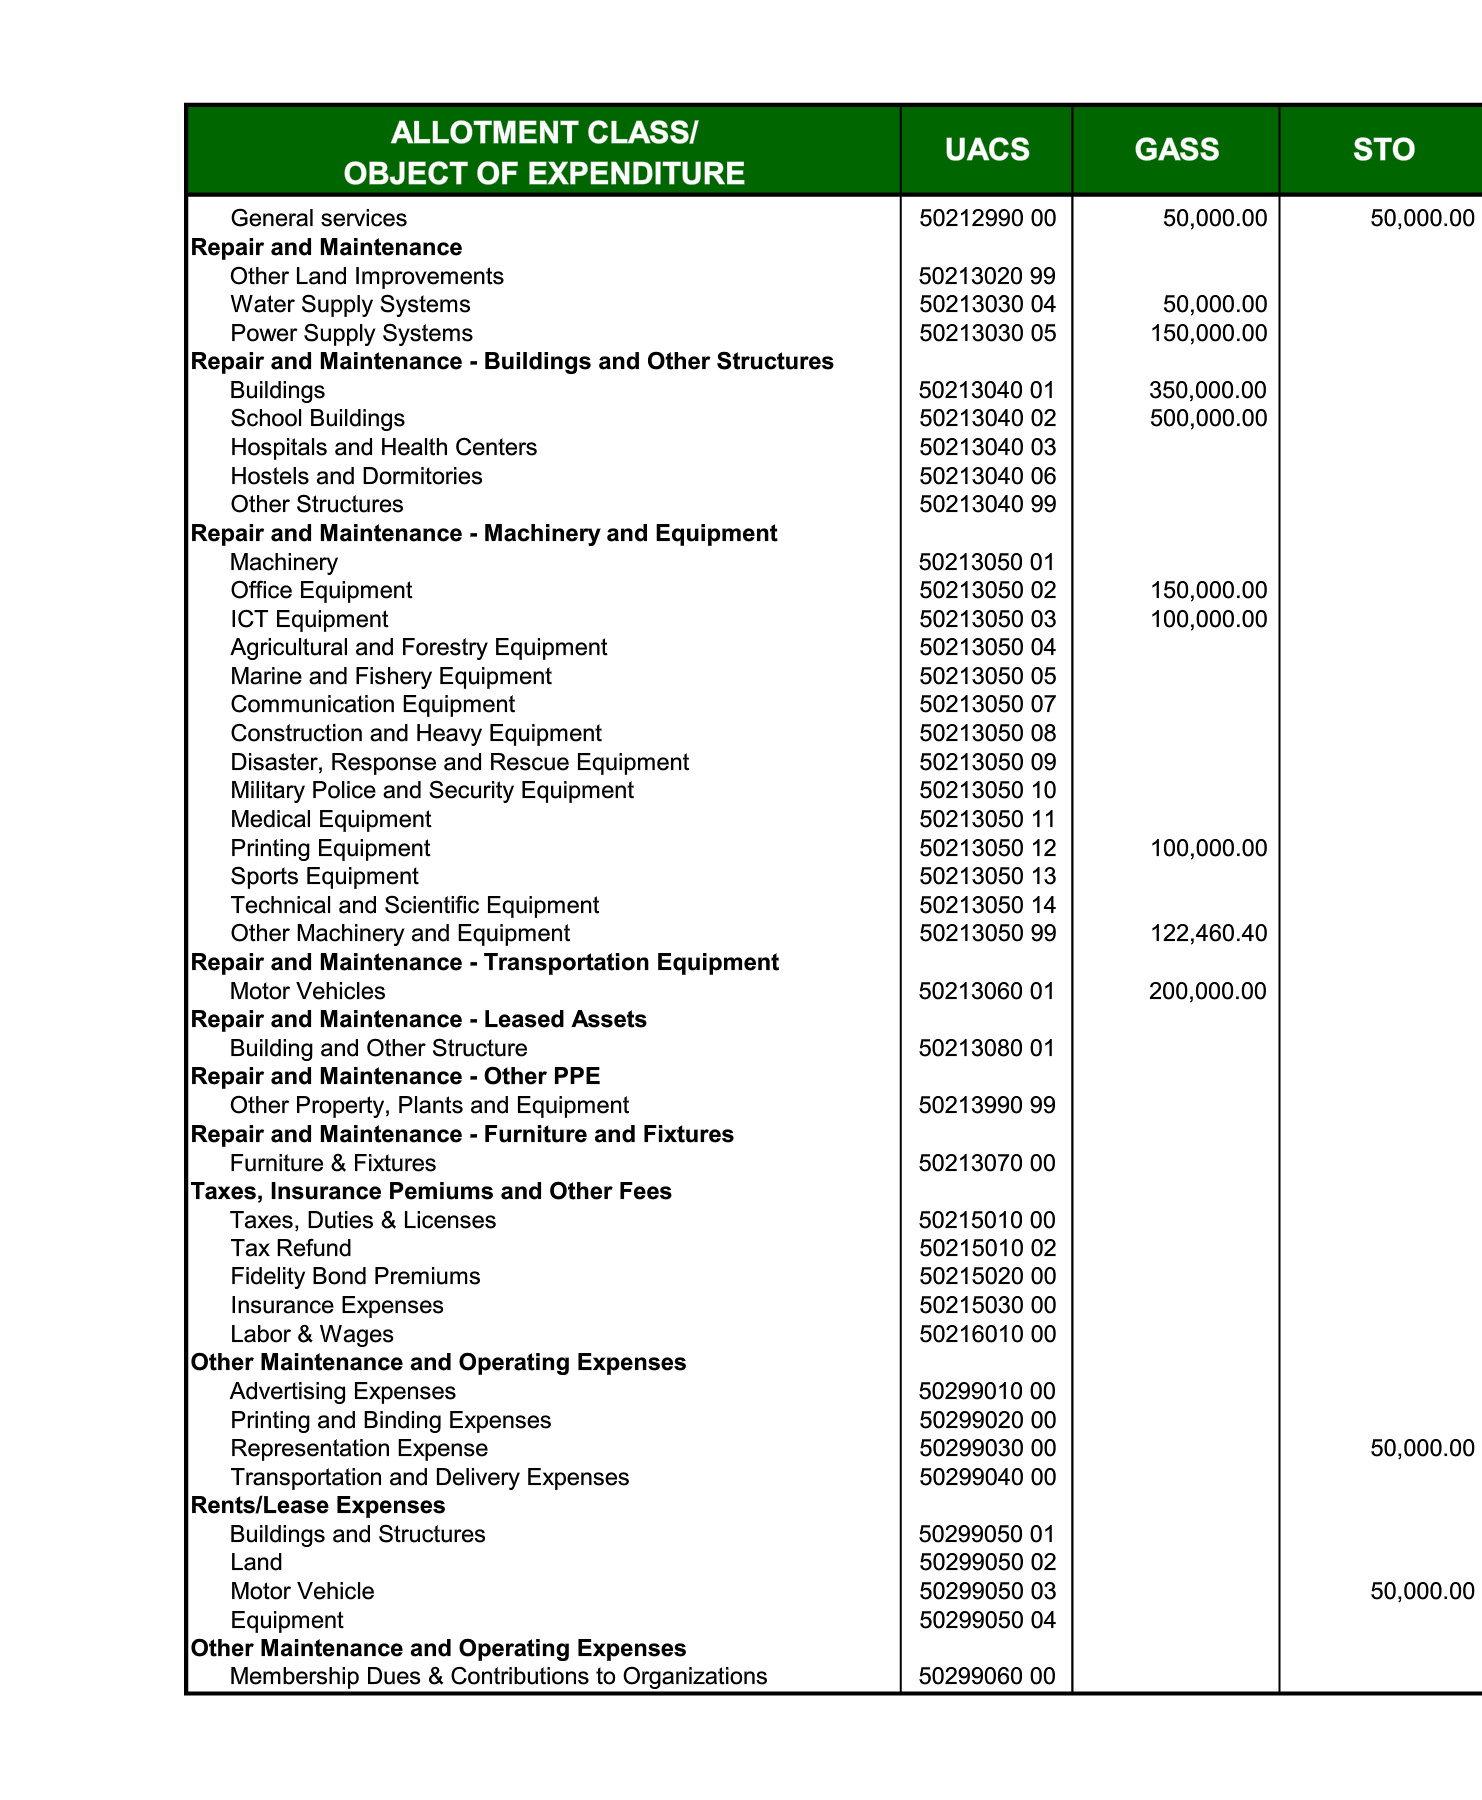 ALLOTMENT CLASS/
OBJECT OF EXPENDITURE UACS GASS STO
General services 50212990 00 50,000.00 50,000.00
Repair and Maintenance
Other Land Improvements 50213020 99
Water Supply Systems 50213030 04 50,000.00
Power Supply Systems 50213030 05 150,000.00
Repair and Maintenance - Buildings and Other Structures
Buildings 50213040 01 350,000.00
School Buildings 50213040 02 500,000.00
Hospitals and Health Centers 50213040 03
Hostels and Dormitories 50213040 06
Other Structures 50213040 99
Repair and Maintenance - Machinery and Equipment
Machinery 50213050 01
Office Equipment 50213050 02 150,000.00
ICT Equipment 50213050 03 100,000.00
Agricultural and Forestry Equipment 50213050 04
Marine and Fishery Equipment 50213050 05
Communication Equipment 50213050 07
Construction and Heavy Equipment 50213050 08
Disaster, Response and Rescue Equipment 50213050 09
Military Police and Security Equipment 50213050 10
Medical Equipment 50213050 11
Printing Equipment 50213050 12 100,000.00
Sports Equipment 50213050 13
Technical and Scientific Equipment 50213050 14
Other Machinery and Equipment 50213050 99 122,460.40
Repair and Maintenance - Transportation Equipment
Motor Vehicles 50213060 01 200,000.00
Repair and Maintenance - Leased Assets
Building and Other Structure 50213080 01
Repair and Maintenance - Other PPE
Other Property, Plants and Equipment 50213990 99
Repair and Maintenance - Furniture and Fixtures
Furniture & Fixtures 50213070 00
Taxes, Insurance Pemiums and Other Fees
Taxes, Duties & Licenses 50215010 00
Tax Refund 50215010 02
Fidelity Bond Premiums 50215020 00
Insurance Expenses 50215030 00
Labor & Wages 50216010 00
Other Maintenance and Operating Expenses
Advertising Expenses 50299010 00
Printing and Binding Expenses 50299020 00
Representation Expense 50299030 00 50,000.00
Transportation and Delivery Expenses 50299040 00
Rents/Lease Expenses
Buildings and Structures 50299050 01
Land 50299050 02
Motor Vehicle 50299050 03 50,000.00
Equipment 50299050 04
Other Maintenance and Operating Expenses
Membership Dues & Contributions to Organizations 50299060 00